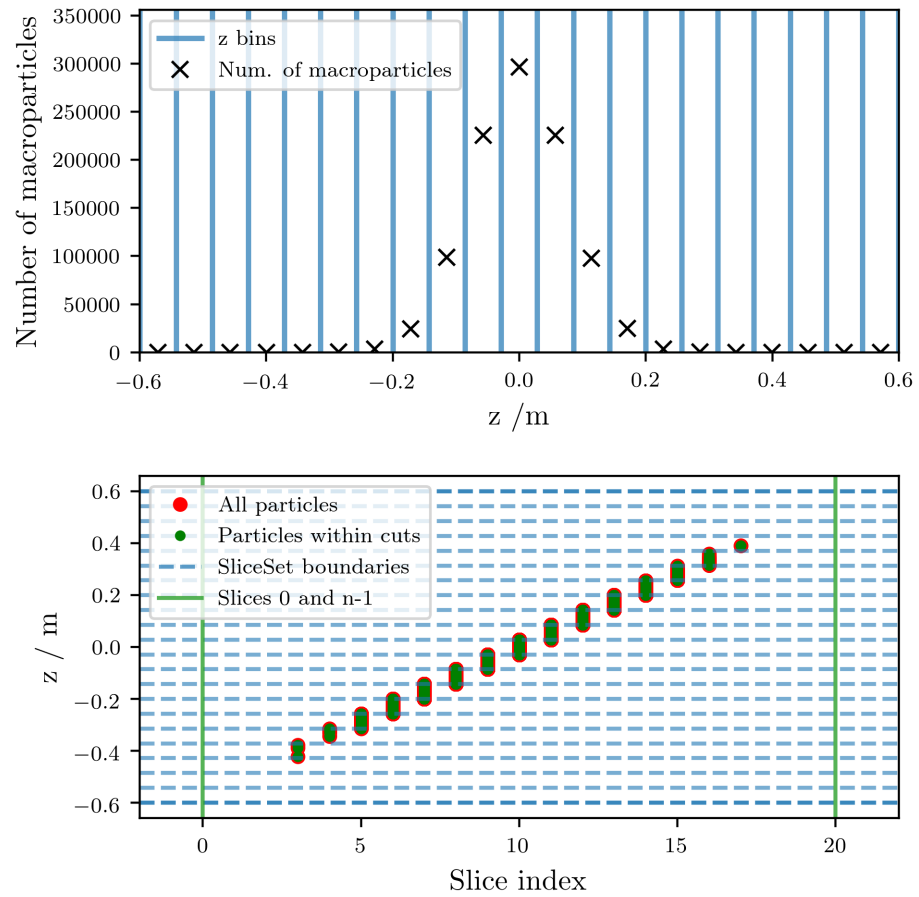 350000
300000
250000
200000
150000
100000
50000
0
Number of macroparticles
z bins
Num. of macroparticles
−0.6 −0.4 −0.2 0.0 0.2 0.4 0.6
z /m
0.6
0.4
0.2
0.0
−0.2
−0.4
−0.6
z / m
All particles
Particles within cuts
SliceSet boundaries
Slices 0 and n-1
0 5 10 15 20
Slice index